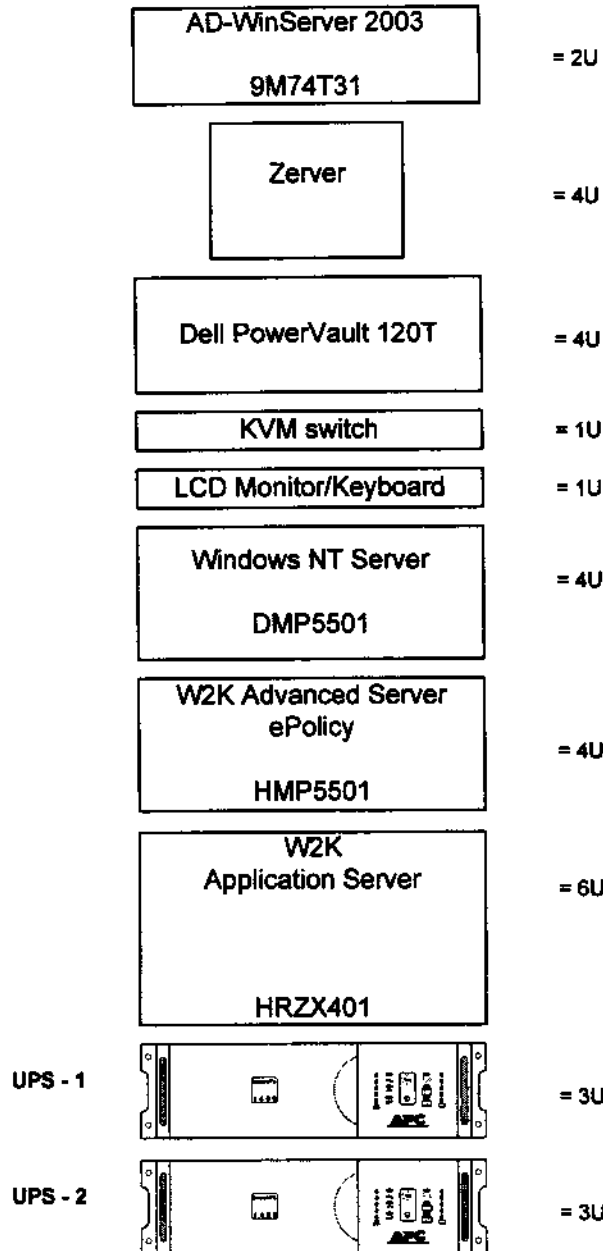 AD-WinServer 2003
9M74T31
= 2U
Zerver
= 4U
Dell PowerVault 120T
= 4U
KVM switch
= 1U
LCD Monitor/Keyboard
= 1U
Windows NT Server
DMP5501
= 4U
W2K Advanced Server
ePolicy
HMP5501
= 4U
W2K
Application Server
HRZX401
= 6U
UPS - 1
APC
= 3U
UPS - 2
APC
= 3U